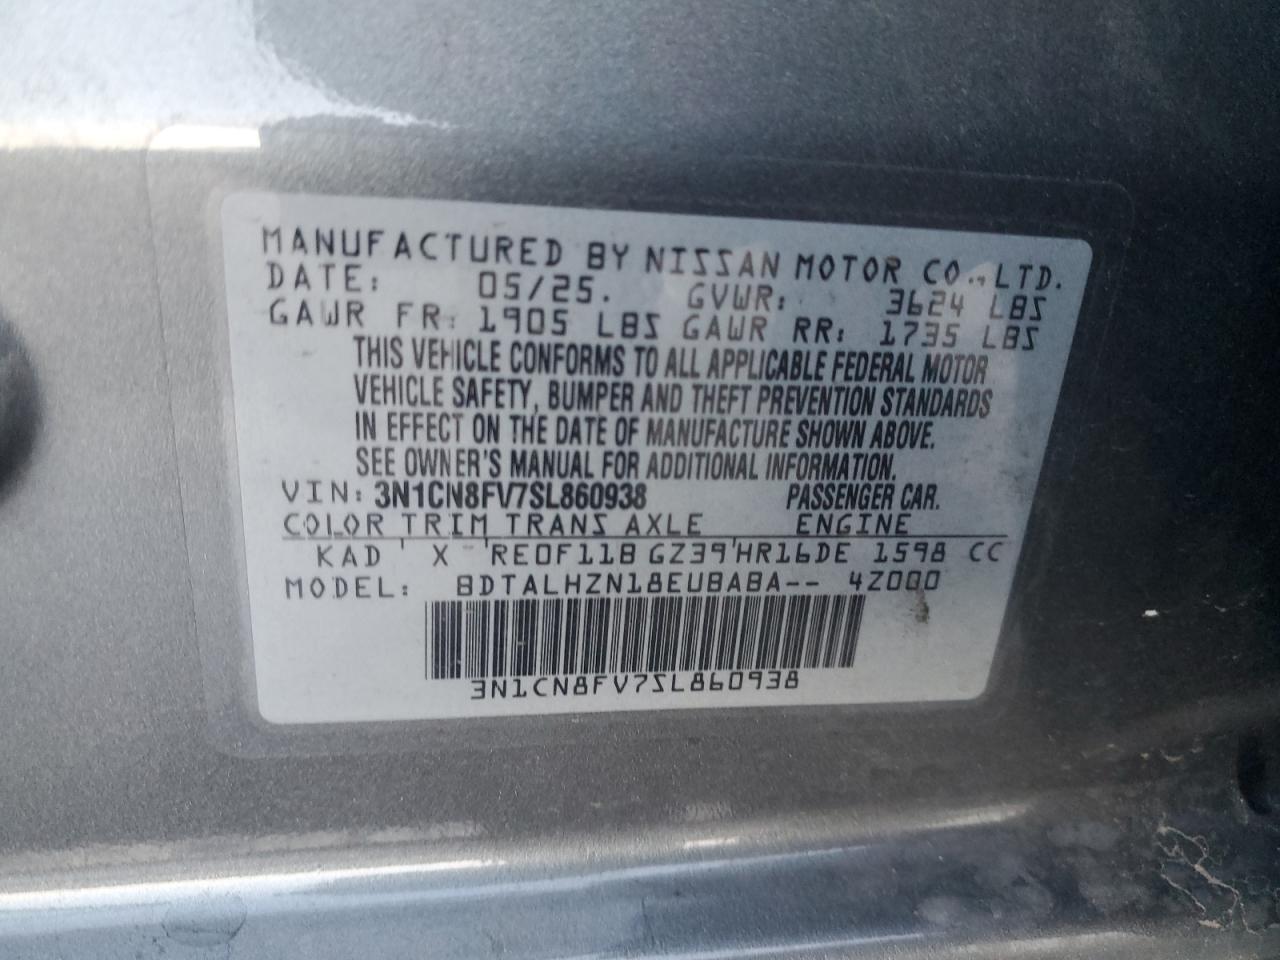 MANUFACTURED BY NISSAN MOTOR CO., LTD.
DATE: 05/25. GVWR: 3624 LBS
GAWR FR: 1905 LBS GAWR RR: 1735 LBS
THIS VEHICLE CONFORMS TO ALL APPLICABLE FEDERAL MOTOR
VEHICLE SAFETY, BUMPER AND THEFT PREVENTION STANDARDS
IN EFFECT ON THE DATE OF MANUFACTURE SHOWN ABOVE.
SEE OWNER'S MANUAL FOR ADDITIONAL INFORMATION.
VIN: 3N1CN8FV7SL860938 PASSENGER CAR.
COLOR TRIM TRANS AXLE ENGINE
KAD X RE0F11B GZ39 HR16DE 1598 CC
MODEL: BDTALHZN18EUBABA-- 4Z000
3N1CN8FV7SL860938